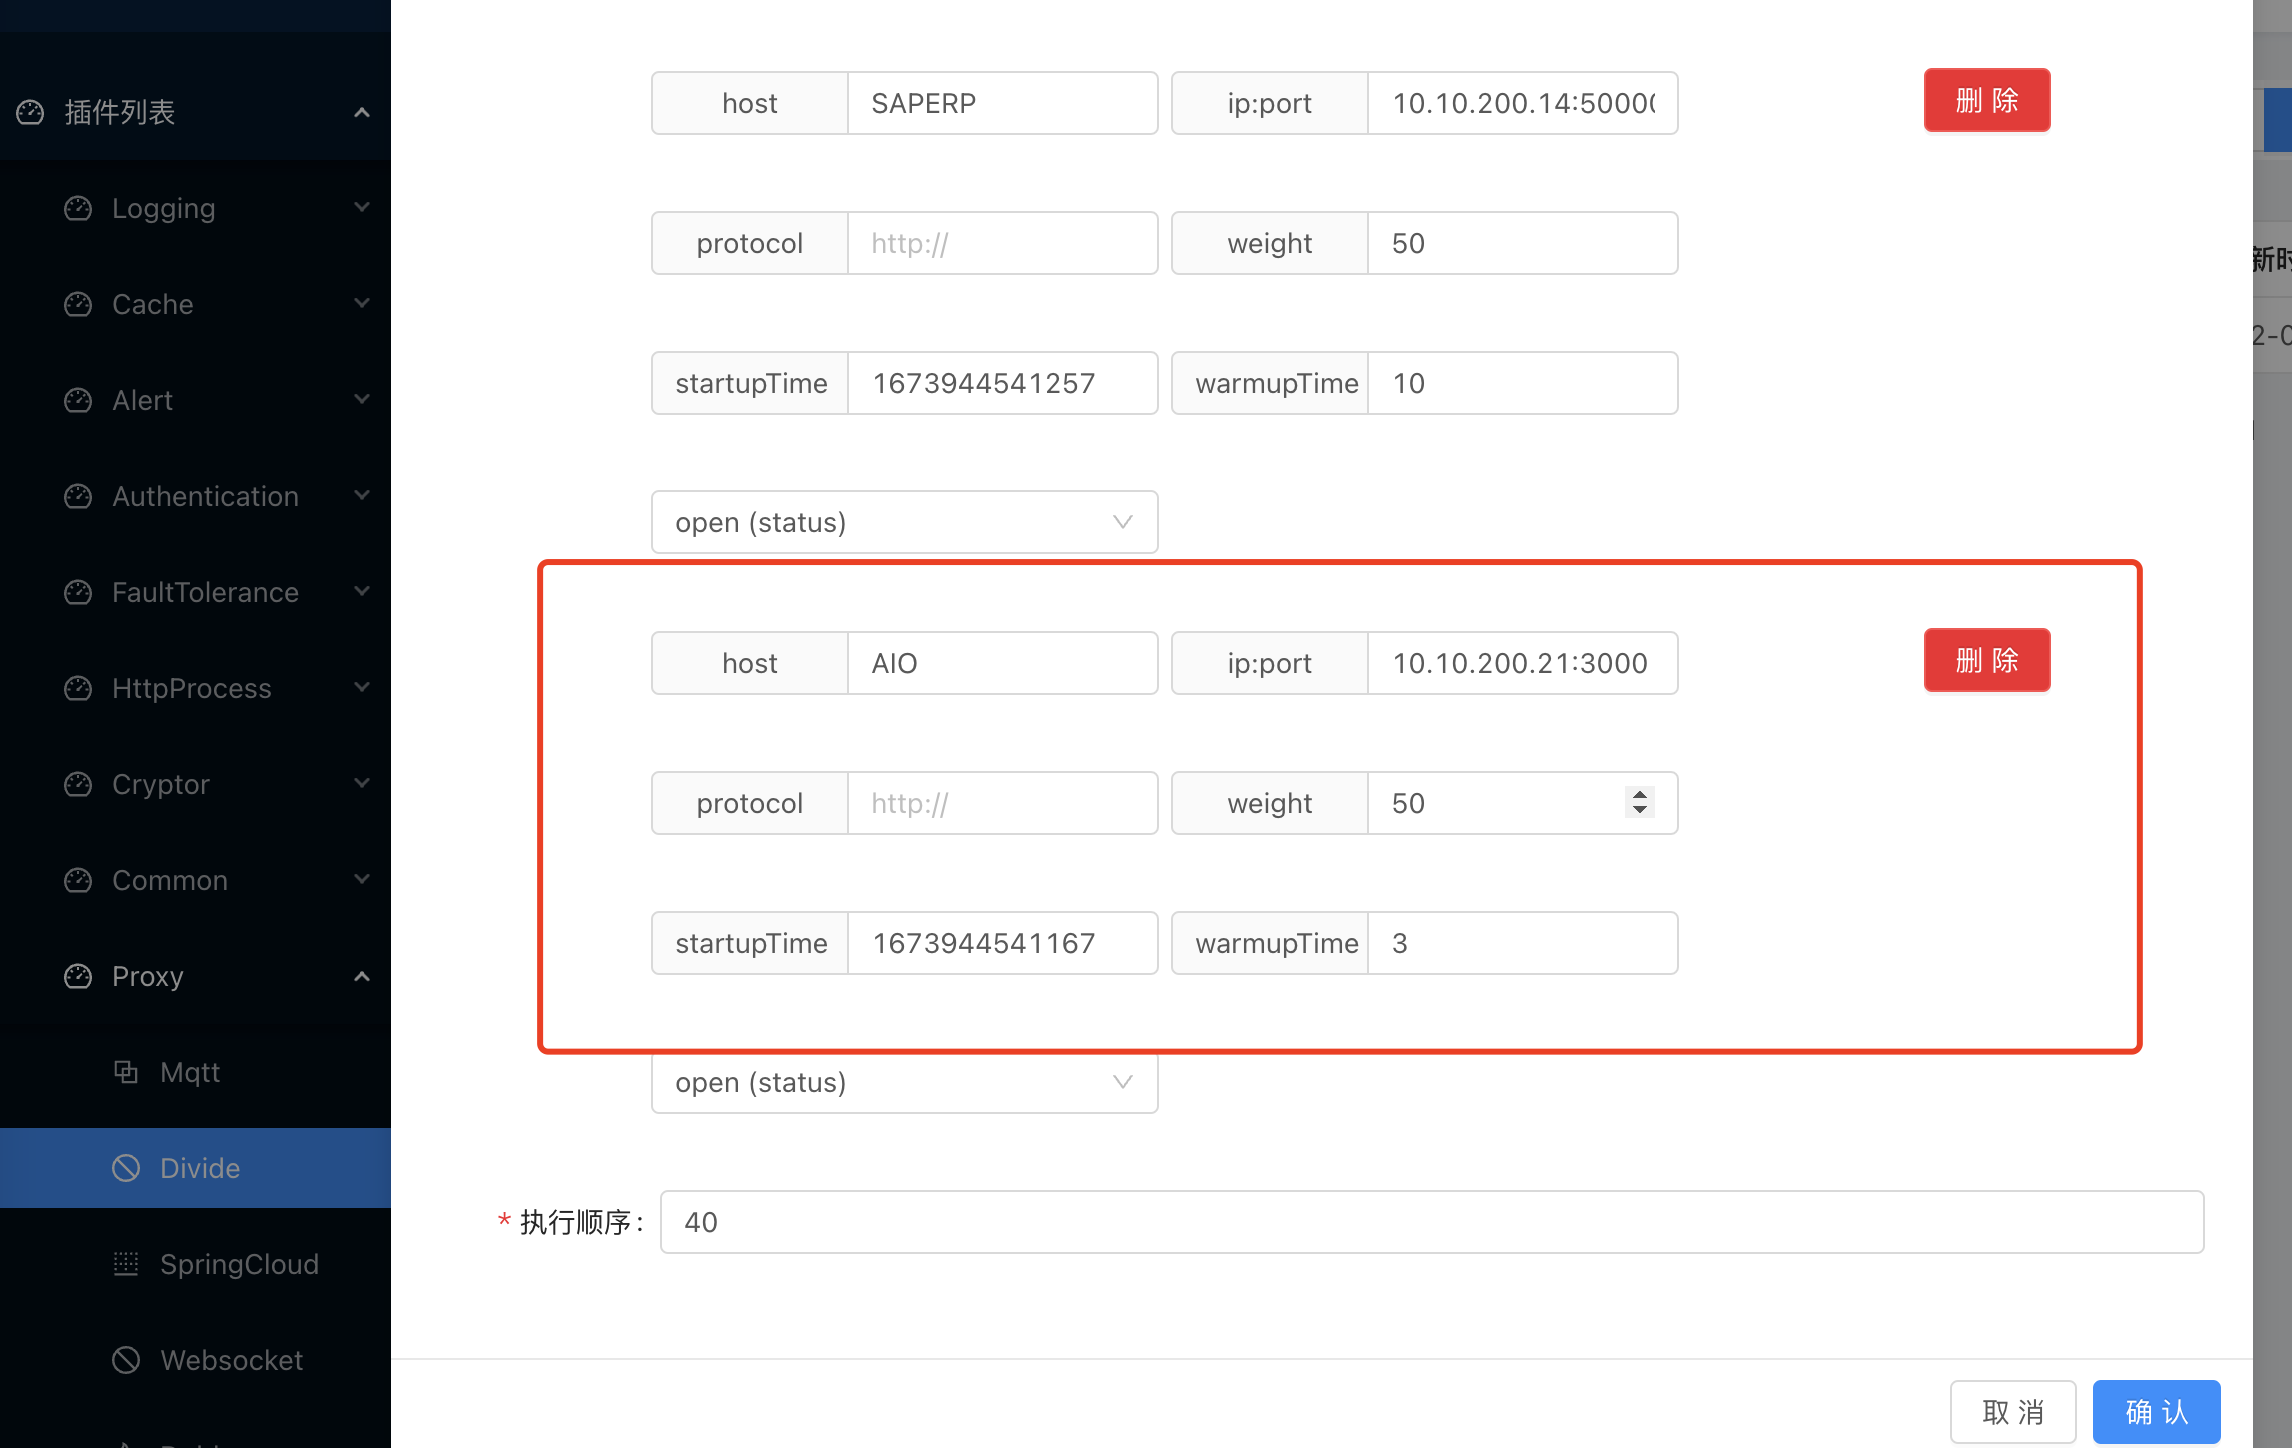 插件列表
Logging
Cache
Alert
Authentication
FaultTolerance
HttpProcess
Cryptor
Common
Proxy
Mqtt
Divide
SpringCloud
Websocket
host SAPERP ip:port 10.10.200.14:5000 删 除
protocol http:// weight 50
startupTime 1673944541257 warmupTime 10
open (status)
host AIO ip:port 10.10.200.21:3000 删 除
protocol http:// weight 50
startupTime 1673944541167 warmupTime 3
open (status)
* 执行顺序: 40
取 消 确 认
新时
2-0